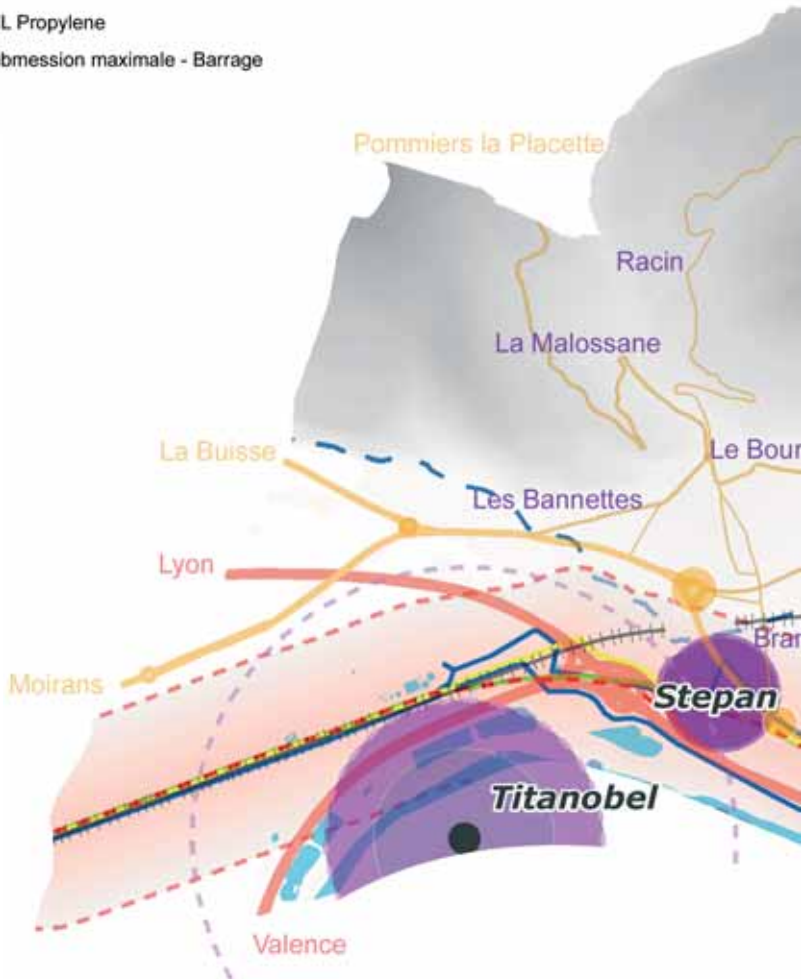 L Propylene
bmession maximale - Barrage
Pommiers la Placette
Racin
La Malossane
La Buisse
Le Bour
Les Bannettes
Lyon
Bran
Moirans
Stepan
Titanobel
Valence